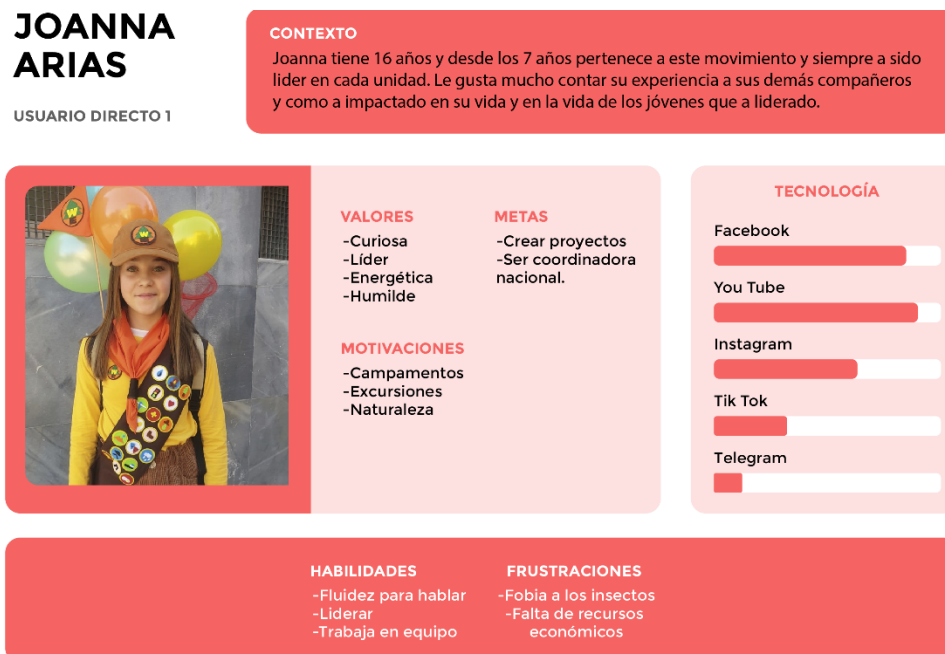 JOANNA
ARIAS
USUARIO DIRECTO 1
CONTEXTO
Joanna tiene 16 años y desde los 7 años pertenece a este movimiento y siempre a sido
lider en cada unidad. Le gusta mucho contar su experiencia a sus demás compañeros
y como a impactado en su vida y en la vida de los jóvenes que a liderado.
VALORES
-Curiosa
-Líder
-Energética
-Humilde
METAS
-Crear proyectos
-Ser coordinadora
nacional.
MOTIVACIONES
-Campamentos
-Excursiones
-Naturaleza
TECNOLOGÍA
Facebook
You Tube
Instagram
Tik Tok
Telegram
HABILIDADES
-Fluidez para hablar
-Liderar
-Trabaja en equipo
FRUSTRACIONES
-Fobia a los insectos
-Falta de recursos
económicos
W
W